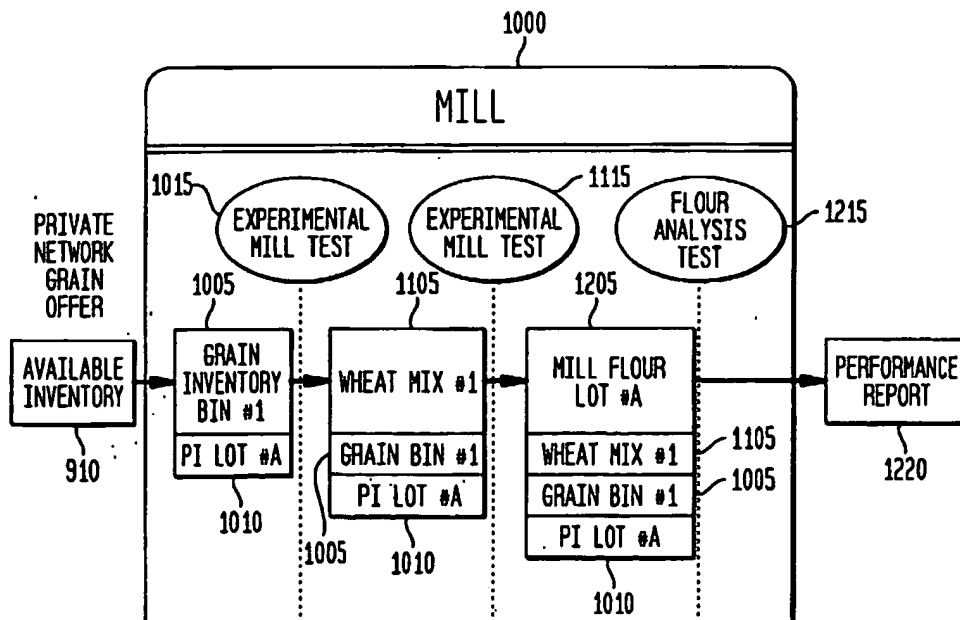 1000
MILL
1015
EXPERIMENTAL
MILL TEST
1115
EXPERIMENTAL
MILL TEST
FLOUR
ANALYSIS
TEST
1215
PRIVATE
NETWORK
GRAIN
OFFER
AVAILABLE
INVENTORY
910
1005
GRAIN
INVENTORY
BIN #1
PI LOT #A
1010
1105
WHEAT MIX #1
GRAIN BIN #1
1005
PI LOT #A
1010
1205
MILL FLOUR
LOT #A
WHEAT MIX #1
1105
GRAIN BIN #1
1005
PI LOT #A
1010
PERFORMANCE
REPORT
1220